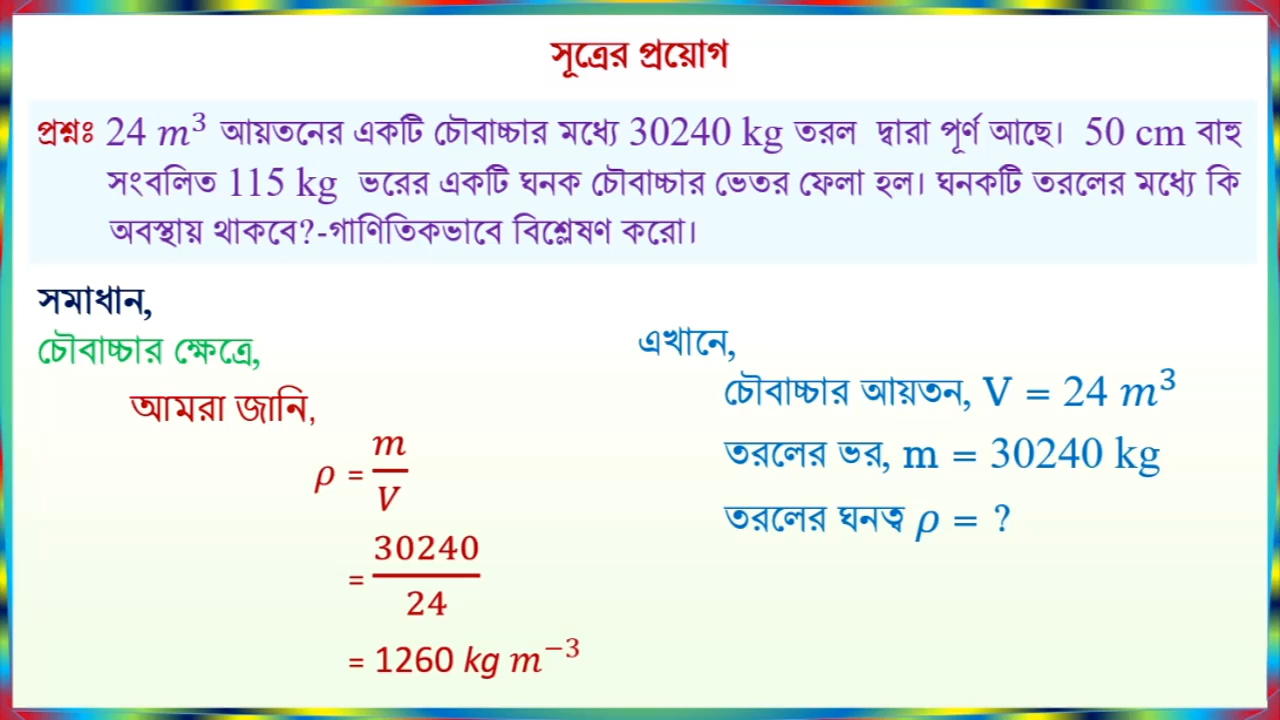 সূত্রের প্রয়োগ
প্রশ্নঃ 24 m³ আয়তনের একটি চৌবাচ্চার মধ্যে 30240 kg তরল দ্বারা পূর্ণ আছে। 50 cm বাহু
সংবলিত 115 kg ভরের একটি ঘনক চৌবাচ্চার ভেতর ফেলা হল। ঘনকটি তরলের মধ্যে কি
অবস্থায় থাকবে?-গাণিতিকভাবে বিশ্লেষণ করো।
সমাধান,
চৌবাচ্চার ক্ষেত্রে,
আমরা জানি,
ρ = m/V
= 30240/24
= 1260 kg m⁻³
এখানে,
চৌবাচ্চার আয়তন, V = 24 m³
তরলের ভর, m = 30240 kg
তরলের ঘনত্ব ρ = ?